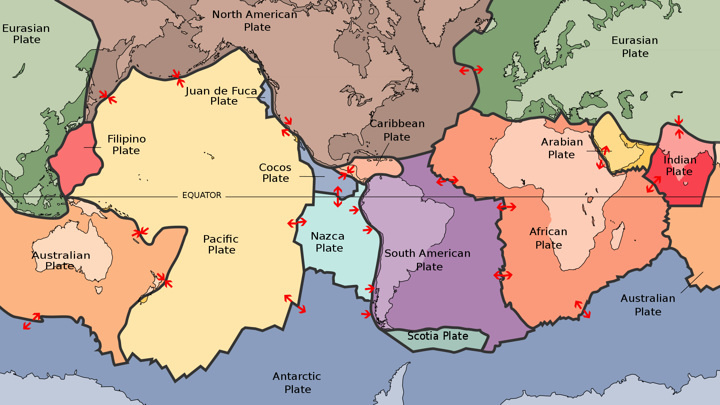 North American
Plate
Eurasian
Plate
Eurasian
Plate
Juan de Fuca
Plate
Caribbean
Plate
Filipino
Plate
Arabian
Plate
Indian
Plate
Cocos
Plate
EQUATOR
Pacific
Plate
Nazca
Plate
South American
Plate
African
Plate
Australian
Plate
Australian
Plate
Scotia Plate
Antarctic
Plate